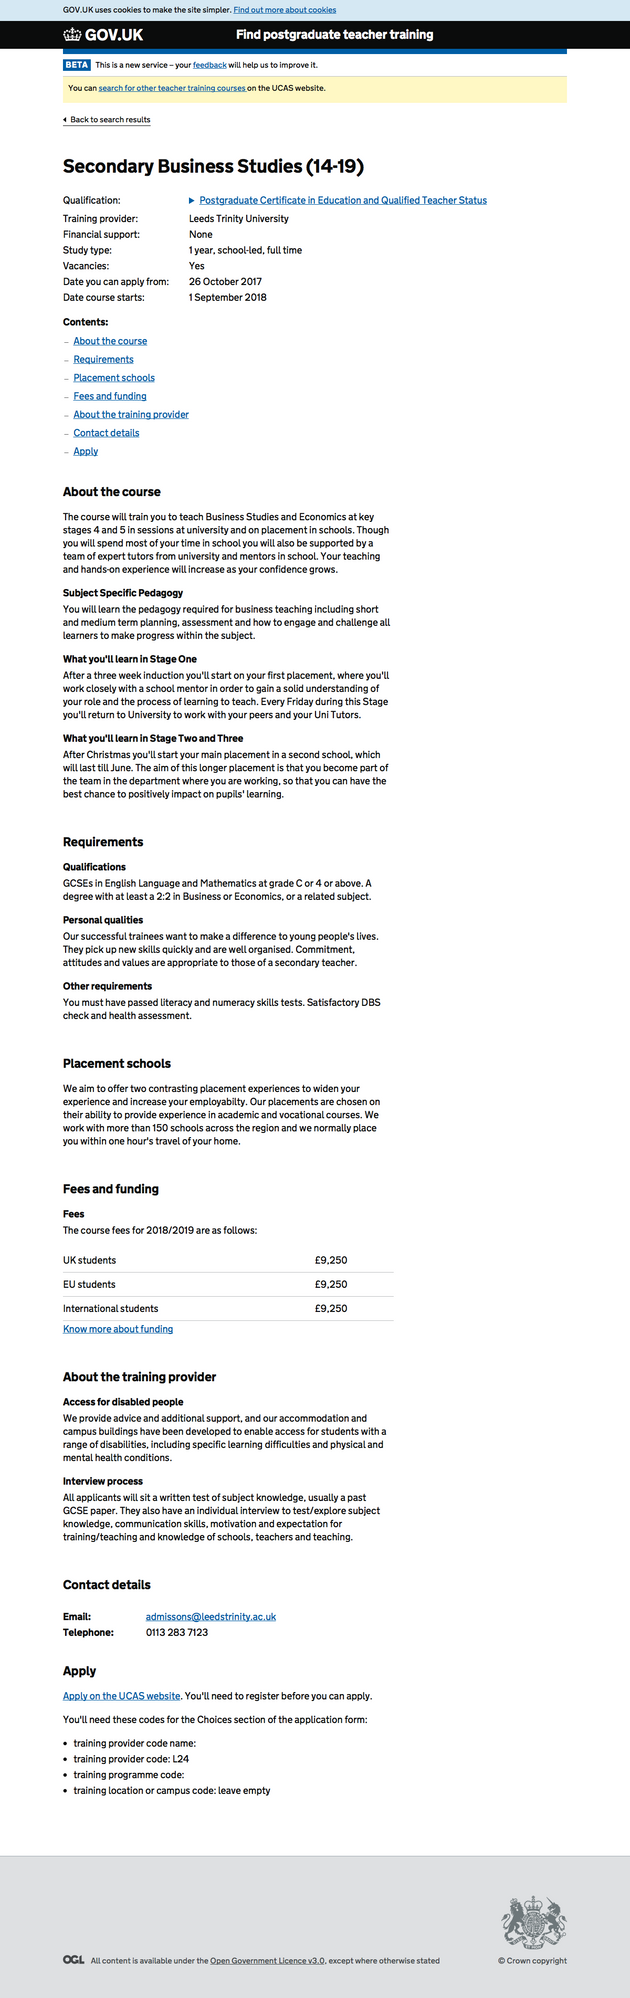 GOV.UK uses cookies to make the site simpler. Find out more about cookies
GOV.UK
Find postgraduate teacher training
BETA This is a new service – your feedback will help us to improve it.
You can search for other teacher training courses on the UCAS website.
Back to search results
Secondary Business Studies (14-19)
Qualification: Postgraduate Certificate in Education and Qualified Teacher Status
Training provider: Leeds Trinity University
Financial support: None
Study type: 1 year, school-led, full time
Vacancies: Yes
Date you can apply from: 26 October 2017
Date course starts: 1 September 2018
Contents:
– About the course
– Requirements
– Placement schools
– Fees and funding
– About the training provider
– Contact details
– Apply
About the course
The course will train you to teach Business Studies and Economics at key
stages 4 and 5 in sessions at university and on placement in schools. Though
you will spend most of your time in school you will also be supported by a
team of expert tutors from university and mentors in school. Your teaching
and hands-on experience will increase as your confidence grows.
Subject Specific Pedagogy
You will learn the pedagogy required for business teaching including short
and medium term planning, assessment and how to engage and challenge all
learners to make progress within the subject.
What you'll learn in Stage One
After a three week induction you'll start on your first placement, where you'll
work closely with a school mentor in order to gain a solid understanding of
your role and the process of learning to teach. Every Friday during this Stage
you'll return to University to work with your peers and your Uni Tutors.
What you'll learn in Stage Two and Three
After Christmas you'll start your main placement in a second school, which
will last till June. The aim of this longer placement is that you become part of
the team in the department where you are working, so that you can have the
best chance to positively impact on pupils' learning.
Requirements
Qualifications
GCSEs in English Language and Mathematics at grade C or 4 or above. A
degree with at least a 2:2 in Business or Economics, or a related subject.
Personal qualities
Our successful trainees want to make a difference to young people's lives.
They pick up new skills quickly and are well organised. Commitment,
attitudes and values are appropriate to those of a secondary teacher.
Other requirements
You must have passed literacy and numeracy skills tests. Satisfactory DBS
check and health assessment.
Placement schools
We aim to offer two contrasting placement experiences to widen your
experience and increase your employabilty. Our placements are chosen on
their ability to provide experience in academic and vocational courses. We
work with more than 150 schools across the region and we normally place
you within one hour's travel of your home.
Fees and funding
Fees
The course fees for 2018/2019 are as follows:
UK students £9,250
EU students £9,250
International students £9,250
Know more about funding
About the training provider
Access for disabled people
We provide advice and additional support, and our accommodation and
campus buildings have been developed to enable access for students with a
range of disabilities, including specific learning difficulties and physical and
mental health conditions.
Interview process
All applicants will sit a written test of subject knowledge, usually a past
GCSE paper. They also have an individual interview to test/explore subject
knowledge, communication skills, motivation and expectation for
training/teaching and knowledge of schools, teachers and teaching.
Contact details
Email: admissons@leedstrinity.ac.uk
Telephone: 0113 283 7123
Apply
Apply on the UCAS website. You'll need to register before you can apply.
You'll need these codes for the Choices section of the application form:
• training provider code name:
• training provider code: L24
• training programme code:
• training location or campus code: leave empty
OGL All content is available under the Open Government Licence v3.0, except where otherwise stated
© Crown copyright